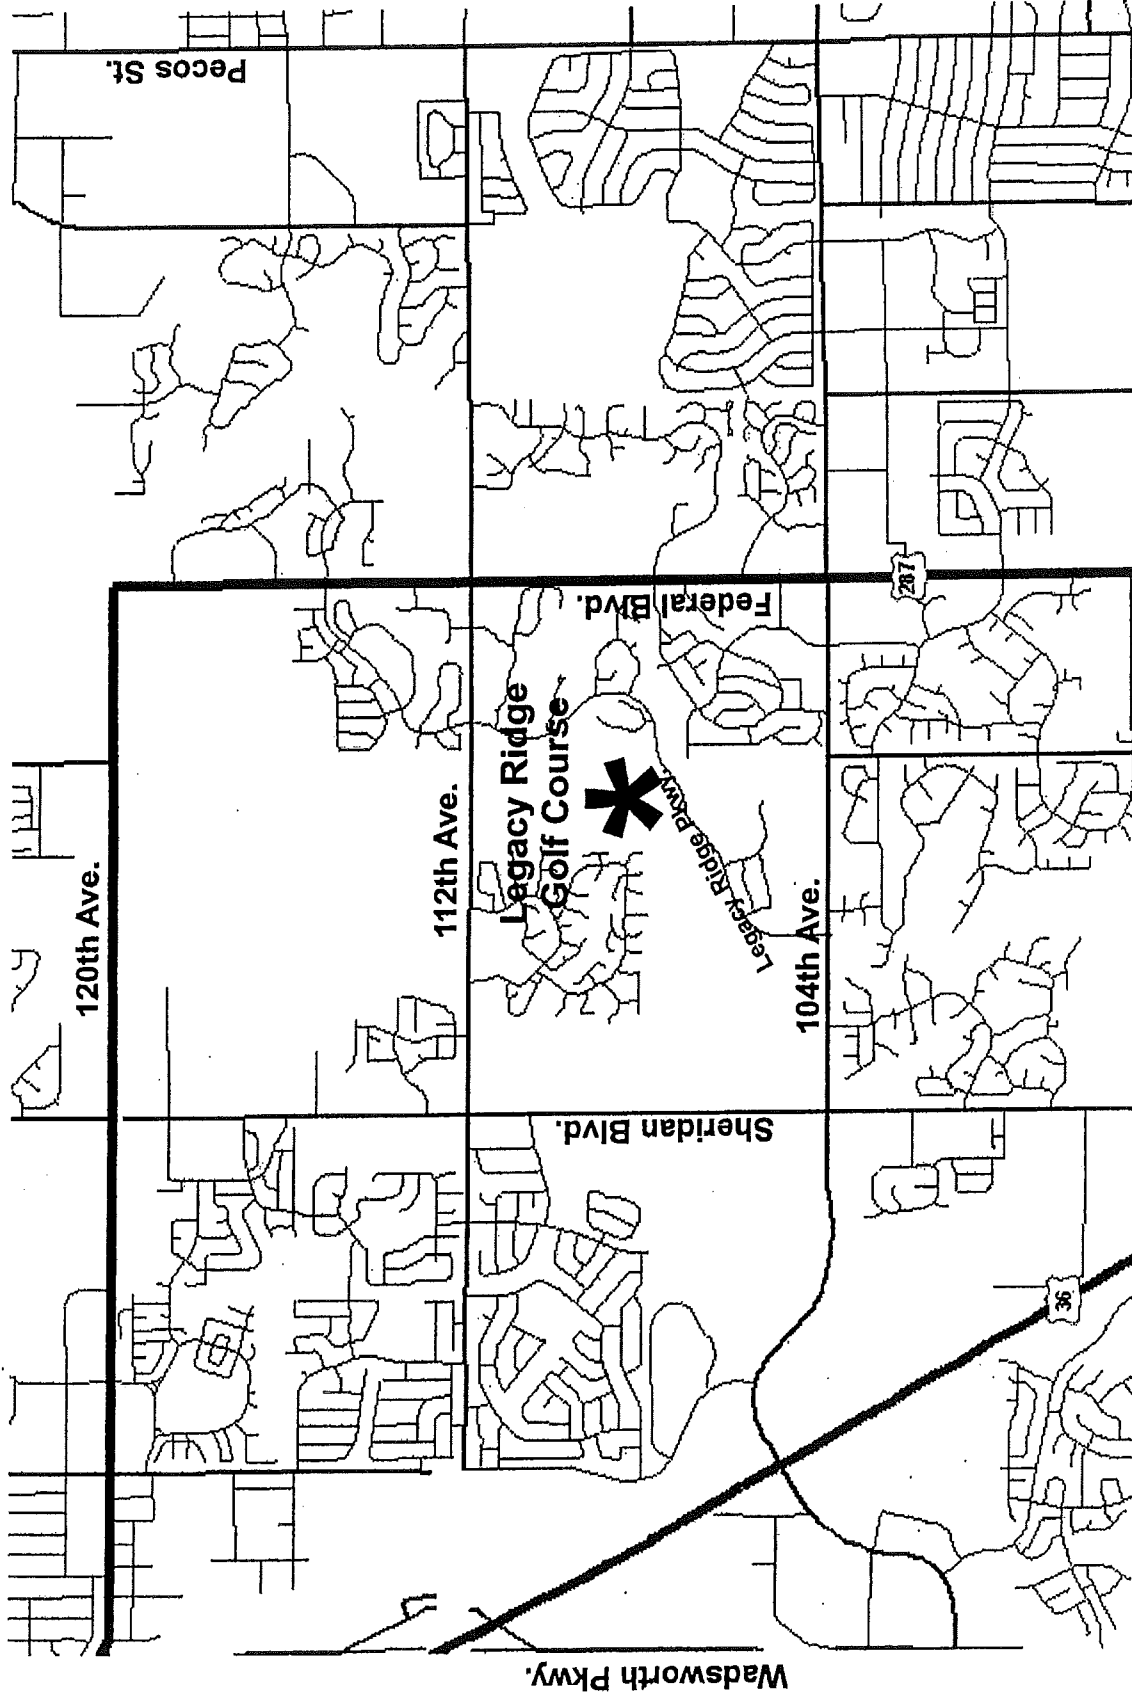 120th Ave.
112th Ave.
Legacy Ridge
Golf Course
Legacy Ridge Pkwy.
104th Ave.
Wadsworth Pkwy.
Sheridan Blvd.
Federal Blvd.
Pecos St.
287
36